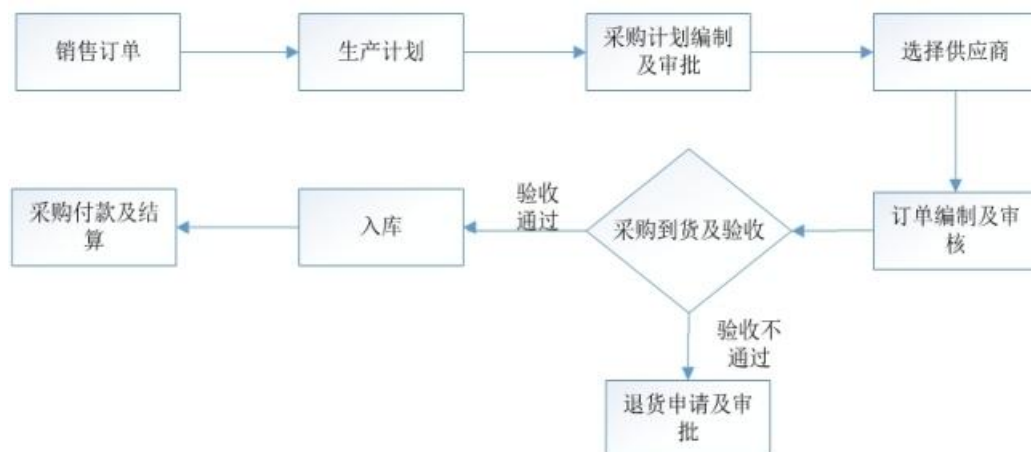 销售订单
生产计划
采购计划编制
及审批
选择供应商
订单编制及审
核
采购到货及验收
验收
通过
入库
采购付款及结
算
验收不
通过
退货申请及审
批